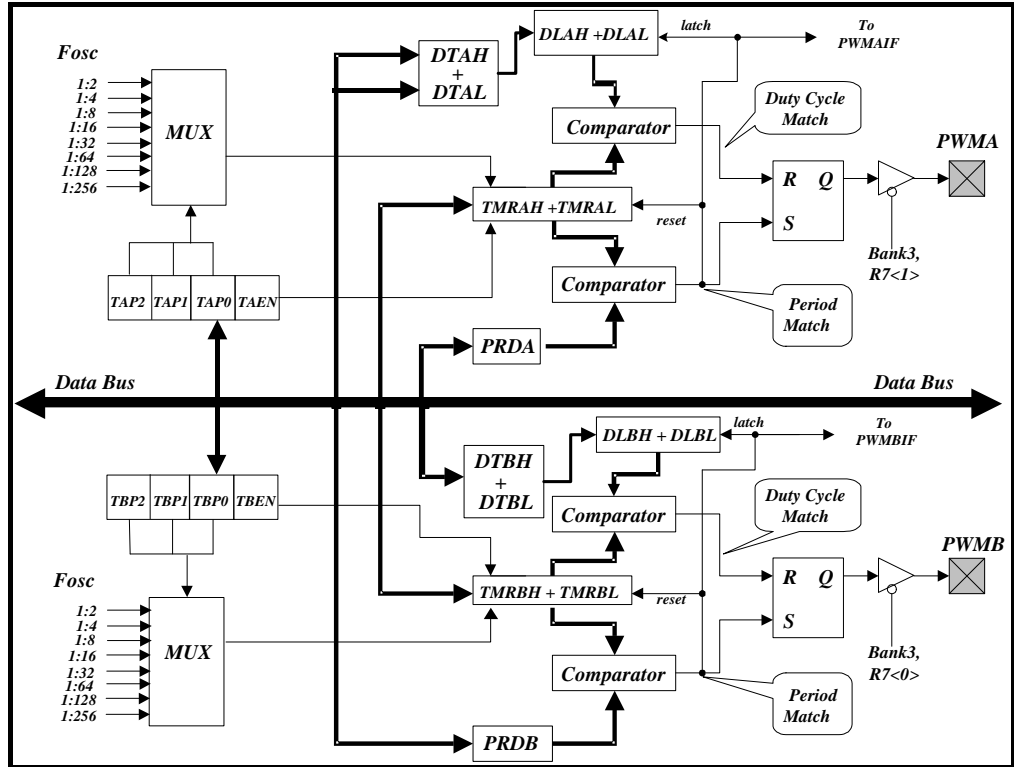 Fosc
1:2
1:4
1:8
1:16
1:32
1:64
1:128
1:256
MUX
TAP2 TAP1 TAP0 TAEN
DTAH
+
DTAL
DLAH +DLAL
latch
To
PWMAIF
Comparator
Duty Cycle
Match
TMRAH +TMRAL
reset
R Q
S
PWMA
Bank3,
R7<1>
Comparator
Period
Match
PRDA
Data Bus
Data Bus
DLBH + DLBL
latch
To
PWMBIF
DTBH
+
DTBL
TBP2 TBP1 TBP0 TBEN
Comparator
Duty Cycle
Match
TMRBH + TMRBL
reset
R Q
S
PWMB
Bank3,
R7<0>
Fosc
1:2
1:4
1:8
1:16
1:32
1:64
1:128
1:256
MUX
Comparator
Period
Match
PRDB